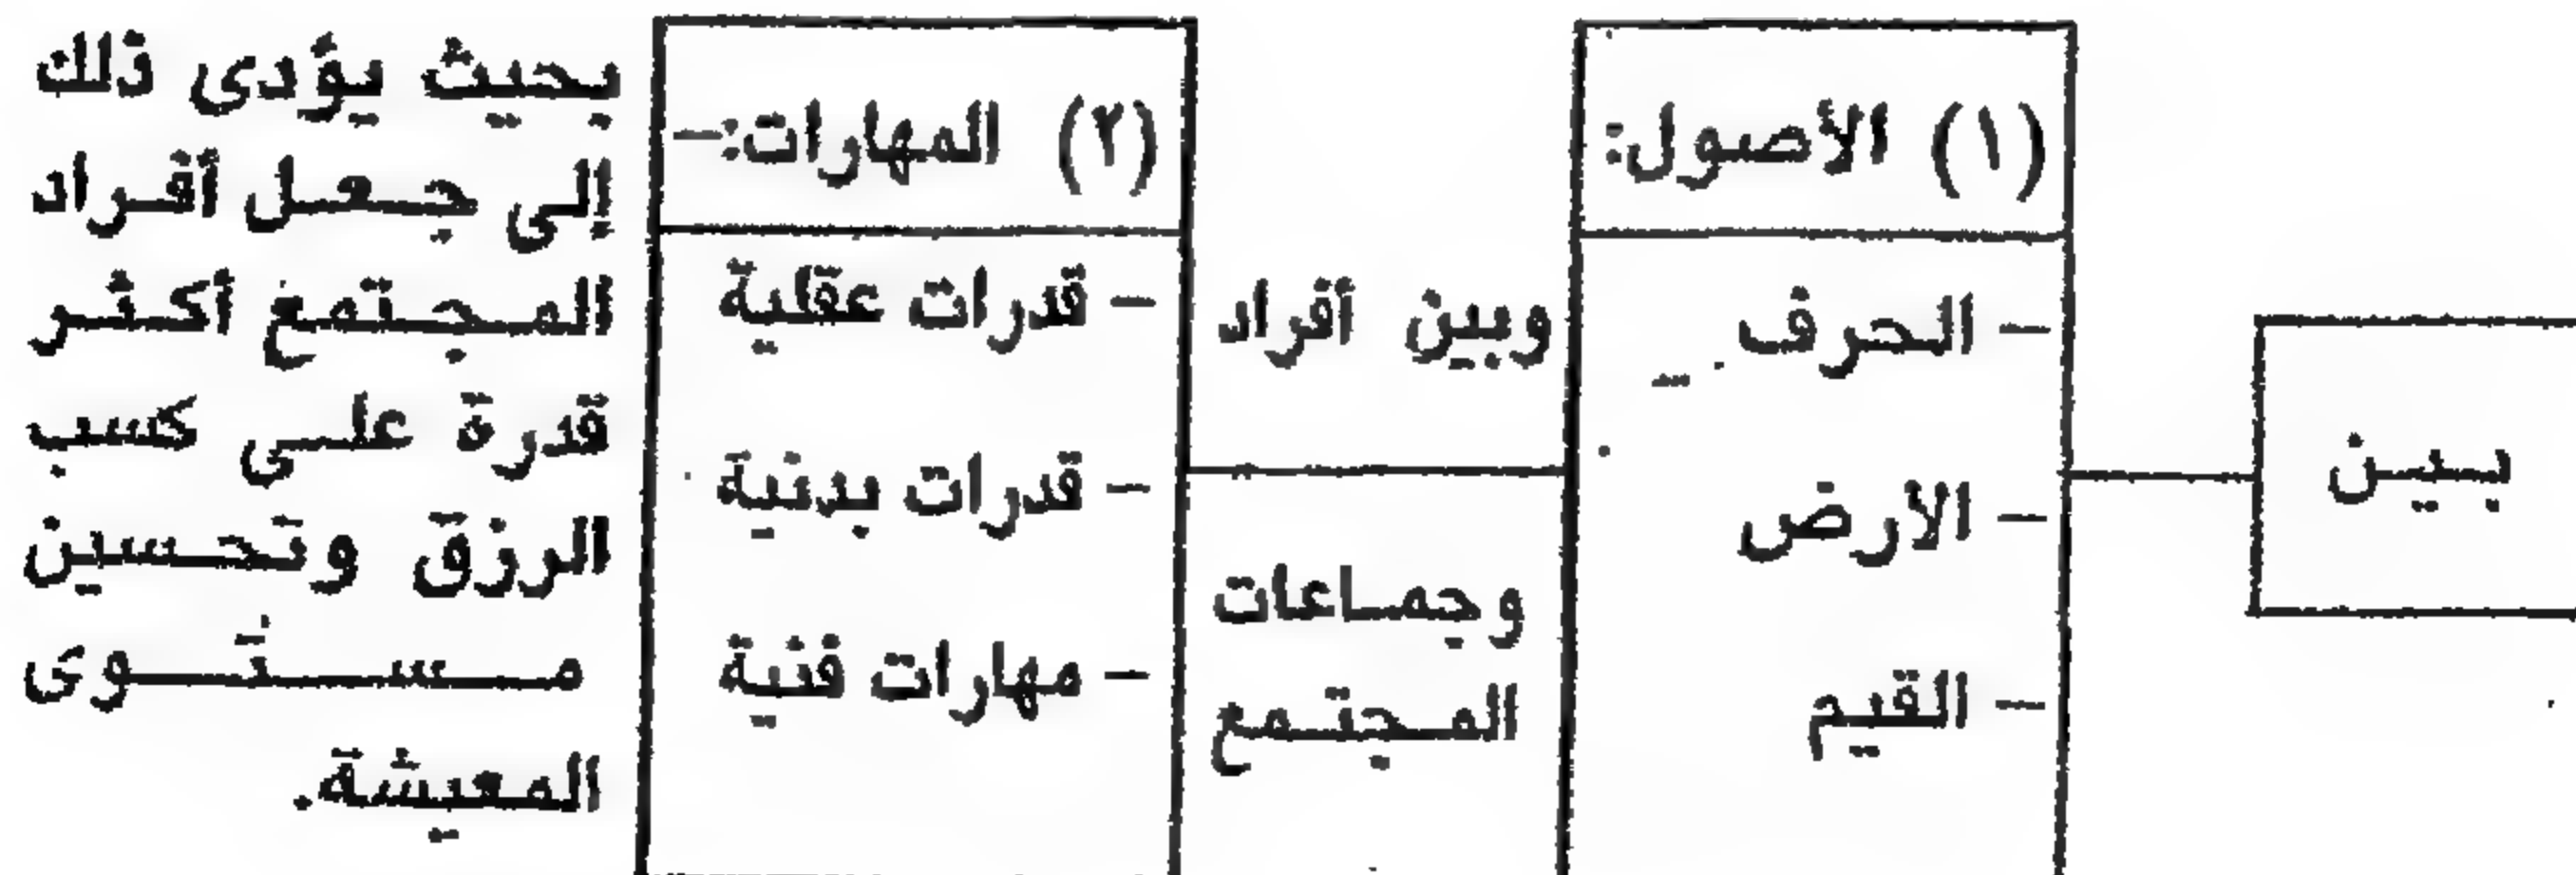 بين
(١) الأصول:
- الحرف
- الأرض
- القيم
وبين أفراد
وجماعات
المجتمع
(٢) المهارات:-
- قدرات عقلية
- قدرات بدنية
- مهارات فنية
بحيث يؤدى ذلك
إلى جعل أفراد
المجتمع أكثر
قدرة على كسب
الرزق وتحسين
مستوى
المعيشة.